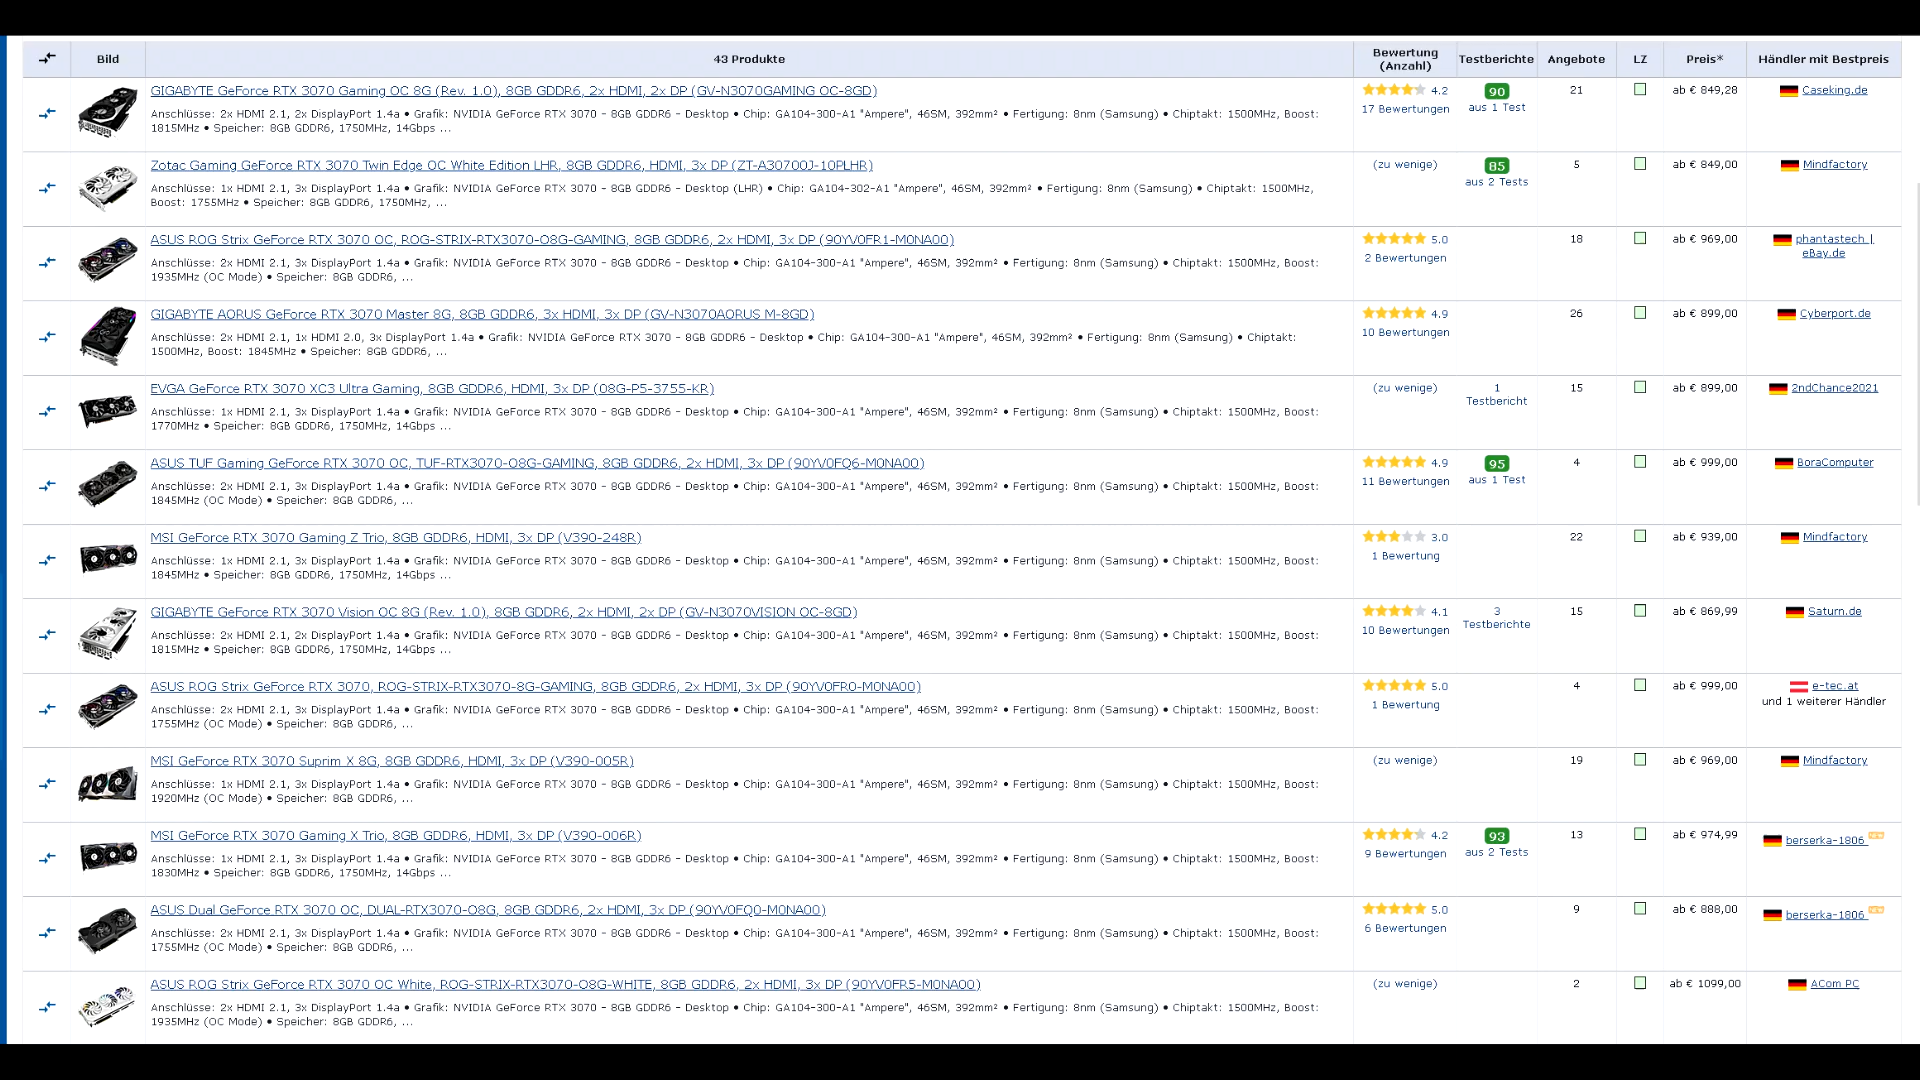 Bild
43 Produkte
Bewertung
(Anzahl)
Testberichte
Angebote
LZ
Preis*
Händler mit Bestpreis
GIGABYTE GeForce RTX 3070 Gaming OC 8G (Rev. 1.0), 8GB GDDR6, 2x HDMI, 2x DP (GV-N3070GAMING OC-8GD)
Anschlüsse: 2x HDMI 2.1, 2x DisplayPort 1.4a • Grafik: NVIDIA GeForce RTX 3070 - 8GB GDDR6 - Desktop • Chip: GA104-300-A1 "Ampere", 46SM, 392mm² • Fertigung: 8nm (Samsung) • Chiptakt: 1500MHz, Boost:
1815MHz • Speicher: 8GB GDDR6, 1750MHz, 14Gbps ...
4.2
17 Bewertungen
90
aus 1 Test
21
ab € 849,28
Caseking.de
Zotac Gaming GeForce RTX 3070 Twin Edge OC White Edition LHR, 8GB GDDR6, HDMI, 3x DP (ZT-A30700J-10PLHR)
Anschlüsse: 1x HDMI 2.1, 3x DisplayPort 1.4a • Grafik: NVIDIA GeForce RTX 3070 - 8GB GDDR6 - Desktop (LHR) • Chip: GA104-302-A1 "Ampere", 46SM, 392mm² • Fertigung: 8nm (Samsung) • Chiptakt: 1500MHz,
Boost: 1755MHz • Speicher: 8GB GDDR6, 1750MHz, ...
(zu wenige)
85
aus 2 Tests
5
ab € 849,00
Mindfactory
ASUS ROG Strix GeForce RTX 3070 OC, ROG-STRIX-RTX3070-O8G-GAMING, 8GB GDDR6, 2x HDMI, 3x DP (90YV0FR1-M0NA00)
Anschlüsse: 2x HDMI 2.1, 3x DisplayPort 1.4a • Grafik: NVIDIA GeForce RTX 3070 - 8GB GDDR6 - Desktop • Chip: GA104-300-A1 "Ampere", 46SM, 392mm² • Fertigung: 8nm (Samsung) • Chiptakt: 1500MHz, Boost:
1935MHz (OC Mode) • Speicher: 8GB GDDR6, ...
5.0
2 Bewertungen
18
ab € 969,00
phantastech |
eBay.de
GIGABYTE AORUS GeForce RTX 3070 Master 8G, 8GB GDDR6, 3x HDMI, 3x DP (GV-N3070AORUS M-8GD)
Anschlüsse: 2x HDMI 2.1, 1x HDMI 2.0, 3x DisplayPort 1.4a • Grafik: NVIDIA GeForce RTX 3070 - 8GB GDDR6 - Desktop • Chip: GA104-300-A1 "Ampere", 46SM, 392mm² • Fertigung: 8nm (Samsung) • Chiptakt:
1500MHz, Boost: 1845MHz • Speicher: 8GB GDDR6, ...
4.9
10 Bewertungen
26
ab € 899,00
Cyberport.de
EVGA GeForce RTX 3070 XC3 Ultra Gaming, 8GB GDDR6, HDMI, 3x DP (08G-P5-3755-KR)
Anschlüsse: 1x HDMI 2.1, 3x DisplayPort 1.4a • Grafik: NVIDIA GeForce RTX 3070 - 8GB GDDR6 - Desktop • Chip: GA104-300-A1 "Ampere", 46SM, 392mm² • Fertigung: 8nm (Samsung) • Chiptakt: 1500MHz, Boost:
1770MHz • Speicher: 8GB GDDR6, 1750MHz, 14Gbps ...
(zu wenige)
1
Testbericht
15
ab € 899,00
2ndChance2021
ASUS TUF Gaming GeForce RTX 3070 OC, TUF-RTX3070-O8G-GAMING, 8GB GDDR6, 2x HDMI, 3x DP (90YV0FQ6-M0NA00)
Anschlüsse: 2x HDMI 2.1, 3x DisplayPort 1.4a • Grafik: NVIDIA GeForce RTX 3070 - 8GB GDDR6 - Desktop • Chip: GA104-300-A1 "Ampere", 46SM, 392mm² • Fertigung: 8nm (Samsung) • Chiptakt: 1500MHz, Boost:
1845MHz (OC Mode) • Speicher: 8GB GDDR6, ...
4.9
11 Bewertungen
95
aus 1 Test
4
ab € 999,00
BoraComputer
MSI GeForce RTX 3070 Gaming Z Trio, 8GB GDDR6, HDMI, 3x DP (V390-248R)
Anschlüsse: 1x HDMI 2.1, 3x DisplayPort 1.4a • Grafik: NVIDIA GeForce RTX 3070 - 8GB GDDR6 - Desktop • Chip: GA104-300-A1 "Ampere", 46SM, 392mm² • Fertigung: 8nm (Samsung) • Chiptakt: 1500MHz, Boost:
1845MHz • Speicher: 8GB GDDR6, 1750MHz, 14Gbps ...
3.0
1 Bewertung
22
ab € 939,00
Mindfactory
GIGABYTE GeForce RTX 3070 Vision OC 8G (Rev. 1.0), 8GB GDDR6, 2x HDMI, 2x DP (GV-N3070VISION OC-8GD)
Anschlüsse: 2x HDMI 2.1, 2x DisplayPort 1.4a • Grafik: NVIDIA GeForce RTX 3070 - 8GB GDDR6 - Desktop • Chip: GA104-300-A1 "Ampere", 46SM, 392mm² • Fertigung: 8nm (Samsung) • Chiptakt: 1500MHz, Boost:
1815MHz • Speicher: 8GB GDDR6, 1750MHz, 14Gbps ...
4.1
10 Bewertungen
3
Testberichte
15
ab € 869,99
Saturn.de
ASUS ROG Strix GeForce RTX 3070, ROG-STRIX-RTX3070-8G-GAMING, 8GB GDDR6, 2x HDMI, 3x DP (90YV0FR0-M0NA00)
Anschlüsse: 2x HDMI 2.1, 3x DisplayPort 1.4a • Grafik: NVIDIA GeForce RTX 3070 - 8GB GDDR6 - Desktop • Chip: GA104-300-A1 "Ampere", 46SM, 392mm² • Fertigung: 8nm (Samsung) • Chiptakt: 1500MHz, Boost:
1755MHz (OC Mode) • Speicher: 8GB GDDR6, ...
5.0
1 Bewertung
4
ab € 999,00
e-tec.at
und 1 weiterer Händler
MSI GeForce RTX 3070 Suprim X 8G, 8GB GDDR6, HDMI, 3x DP (V390-005R)
Anschlüsse: 1x HDMI 2.1, 3x DisplayPort 1.4a • Grafik: NVIDIA GeForce RTX 3070 - 8GB GDDR6 - Desktop • Chip: GA104-300-A1 "Ampere", 46SM, 392mm² • Fertigung: 8nm (Samsung) • Chiptakt: 1500MHz, Boost:
1920MHz (OC Mode) • Speicher: 8GB GDDR6, ...
(zu wenige)
19
ab € 969,00
Mindfactory
MSI GeForce RTX 3070 Gaming X Trio, 8GB GDDR6, HDMI, 3x DP (V390-006R)
Anschlüsse: 1x HDMI 2.1, 3x DisplayPort 1.4a • Grafik: NVIDIA GeForce RTX 3070 - 8GB GDDR6 - Desktop • Chip: GA104-300-A1 "Ampere", 46SM, 392mm² • Fertigung: 8nm (Samsung) • Chiptakt: 1500MHz, Boost:
1830MHz • Speicher: 8GB GDDR6, 1750MHz, 14Gbps ...
4.2
9 Bewertungen
93
aus 2 Tests
13
ab € 974,99
berserka-1806
ASUS Dual GeForce RTX 3070 OC, DUAL-RTX3070-O8G, 8GB GDDR6, 2x HDMI, 3x DP (90YV0FQ0-M0NA00)
Anschlüsse: 2x HDMI 2.1, 3x DisplayPort 1.4a • Grafik: NVIDIA GeForce RTX 3070 - 8GB GDDR6 - Desktop • Chip: GA104-300-A1 "Ampere", 46SM, 392mm² • Fertigung: 8nm (Samsung) • Chiptakt: 1500MHz, Boost:
1755MHz (OC Mode) • Speicher: 8GB GDDR6, ...
5.0
6 Bewertungen
9
ab € 888,00
berserka-1806
ASUS ROG Strix GeForce RTX 3070 OC White, ROG-STRIX-RTX3070-O8G-WHITE, 8GB GDDR6, 2x HDMI, 3x DP (90YV0FR5-M0NA00)
Anschlüsse: 2x HDMI 2.1, 3x DisplayPort 1.4a • Grafik: NVIDIA GeForce RTX 3070 - 8GB GDDR6 - Desktop • Chip: GA104-300-A1 "Ampere", 46SM, 392mm² • Fertigung: 8nm (Samsung) • Chiptakt: 1500MHz, Boost:
1935MHz (OC Mode) • Speicher: 8GB GDDR6, ...
(zu wenige)
2
ab € 1099,00
ACom PC